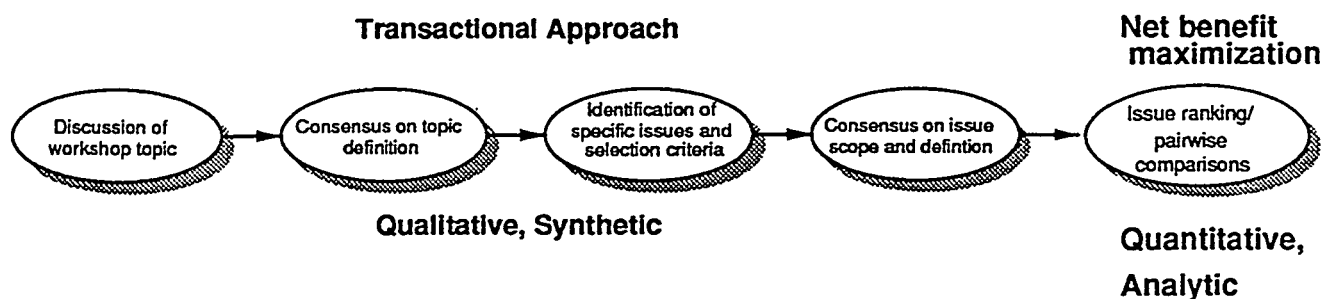 Transactional Approach
Net benefit
maximization
Discussion of
workshop topic
Consensus on topic
definition
Identification of
specific issues and
selection criteria
Consensus on issue
scope and defintion
Issue ranking/
pairwise
comparisons
Qualitative, Synthetic
Quantitative,
Analytic